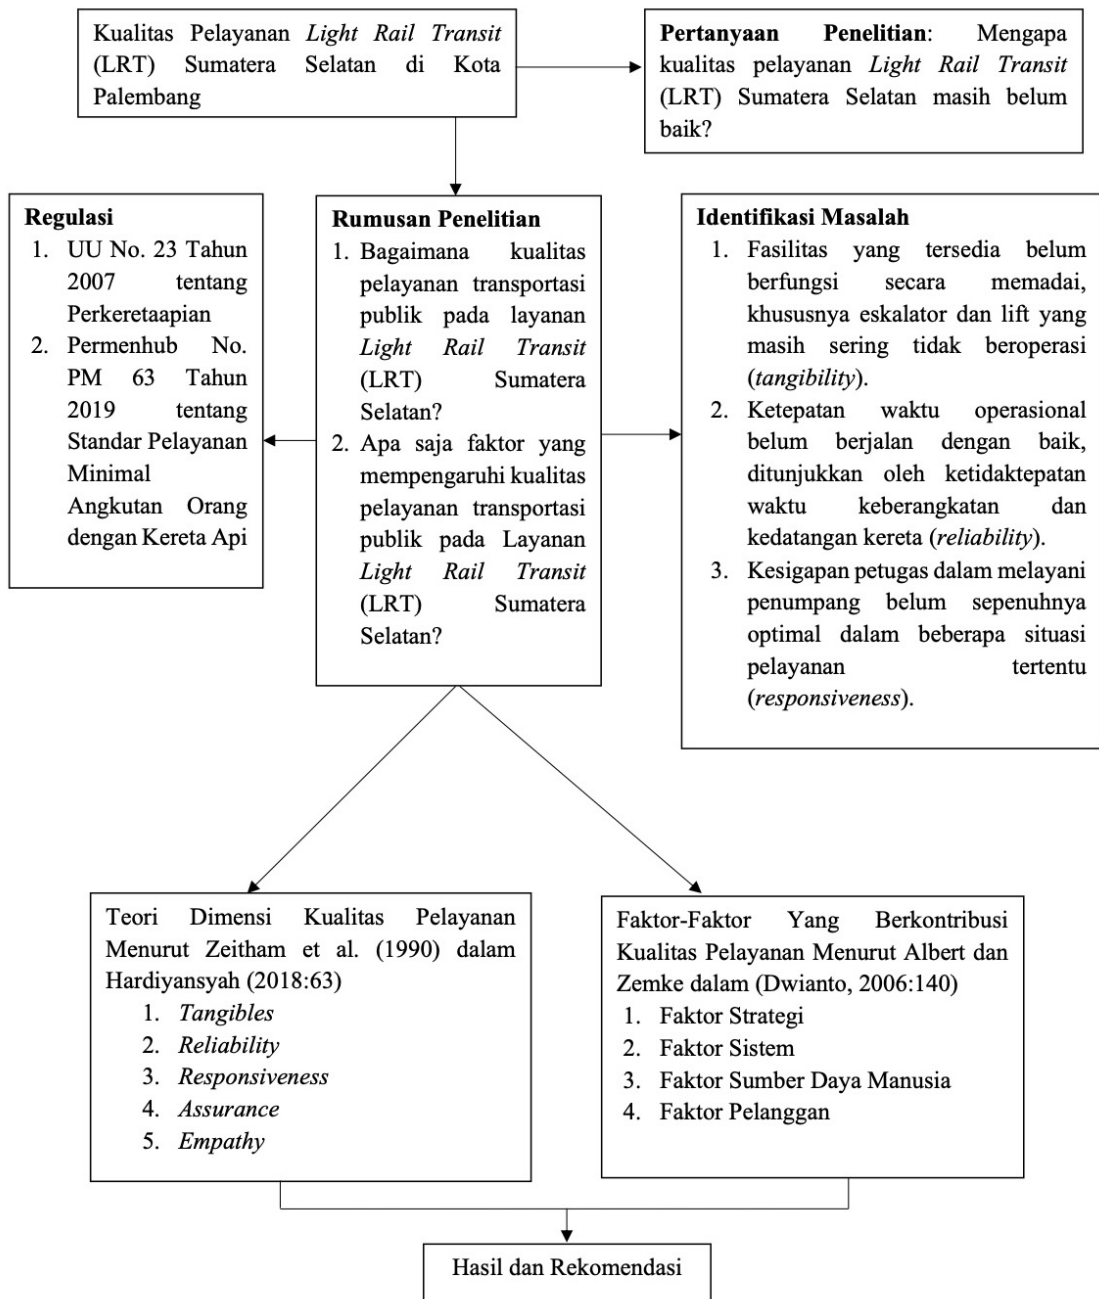 Kualitas Pelayanan Light Rail Transit
(LRT) Sumatera Selatan di Kota
Palembang
Pertanyaan Penelitian: Mengapa
kualitas pelayanan Light Rail Transit
(LRT) Sumatera Selatan masih belum
baik?
Regulasi
1. UU No. 23 Tahun
2007 tentang
Perkeretaapian
2. Permenhub No.
PM 63 Tahun
2019 tentang
Standar Pelayanan
Minimal
Angkutan Orang
dengan Kereta Api
Rumusan Penelitian
1. Bagaimana kualitas
pelayanan transportasi
publik pada layanan
Light Rail Transit
(LRT) Sumatera
Selatan?
2. Apa saja faktor yang
mempengaruhi kualitas
pelayanan transportasi
publik pada Layanan
Light Rail Transit
(LRT) Sumatera
Selatan?
Identifikasi Masalah
1. Fasilitas yang tersedia belum
berfungsi secara memadai,
khususnya eskalator dan lift yang
masih sering tidak beroperasi
(tangibility).
2. Ketepatan waktu operasional
belum berjalan dengan baik,
ditunjukkan oleh ketidaktepatan
waktu keberangkatan dan
kedatangan kereta (reliability).
3. Kesigapan petugas dalam melayani
penumpang belum sepenuhnya
optimal dalam beberapa situasi
pelayanan tertentu
(responsiveness).
Teori Dimensi Kualitas Pelayanan
Menurut Zeitham et al. (1990) dalam
Hardiyansyah (2018:63)
1. Tangibles
2. Reliability
3. Responsiveness
4. Assurance
5. Empathy
Faktor-Faktor Yang Berkontribusi
Kualitas Pelayanan Menurut Albert dan
Zemke dalam (Dwianto, 2006:140)
1. Faktor Strategi
2. Faktor Sistem
3. Faktor Sumber Daya Manusia
4. Faktor Pelanggan
Hasil dan Rekomendasi